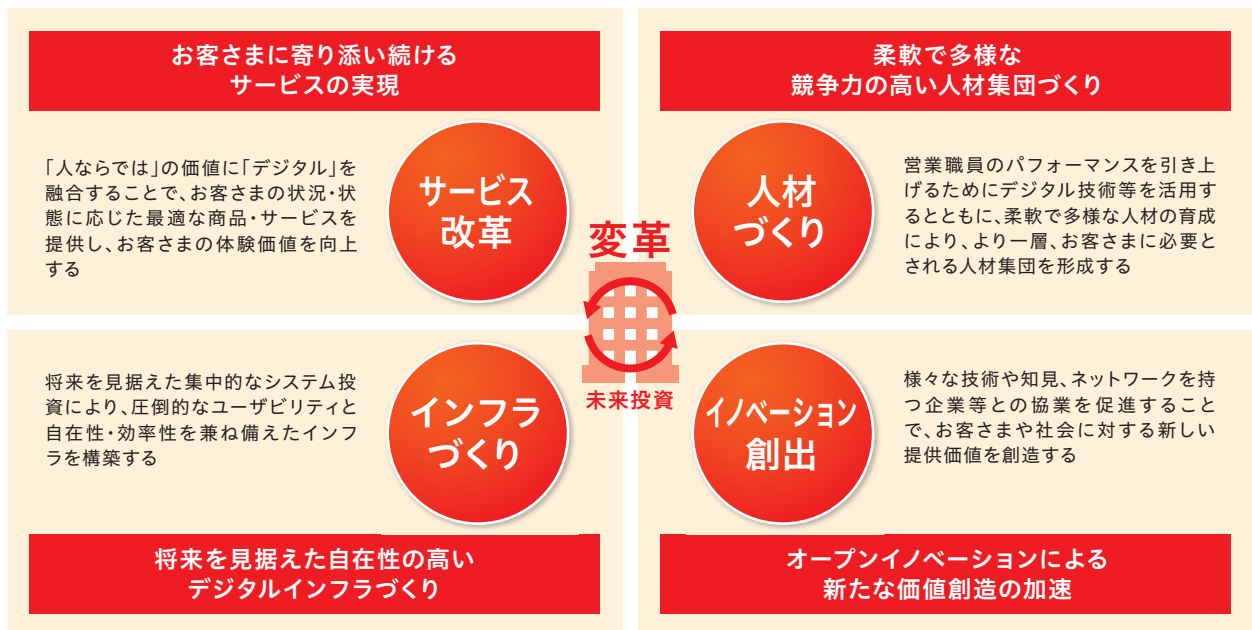 お客さまに寄り添い続ける
サービスの実現
「人ならでは」の価値に「デジタル」を
融合することで、お客さまの状況・状
態に応じた最適な商品・サービスを
提供し、お客さまの体験価値を向上
する
サービス
改革
柔軟で多様な
競争力の高い人材集団づくり
人材
づくり
営業職員のパフォーマンスを引き上
げるためにデジタル技術等を活用す
るとともに、柔軟で多様な人材の育成
により、より一層、お客さまに必要と
される人材集団を形成する
変革
未来投資
将来を見据えた集中的なシステム投
資により、圧倒的なユーザビリティと
自在性・効率性を兼ね備えたインフ
ラを構築する
インフラ
づくり
将来を見据えた自在性の高い
デジタルインフラづくり
イノベーション
創出
様々な技術や知見、ネットワークを持
つ企業等との協業を促進すること
で、お客さまや社会に対する新しい
提供価値を創造する
オープンイノベーションによる
新たな価値創造の加速